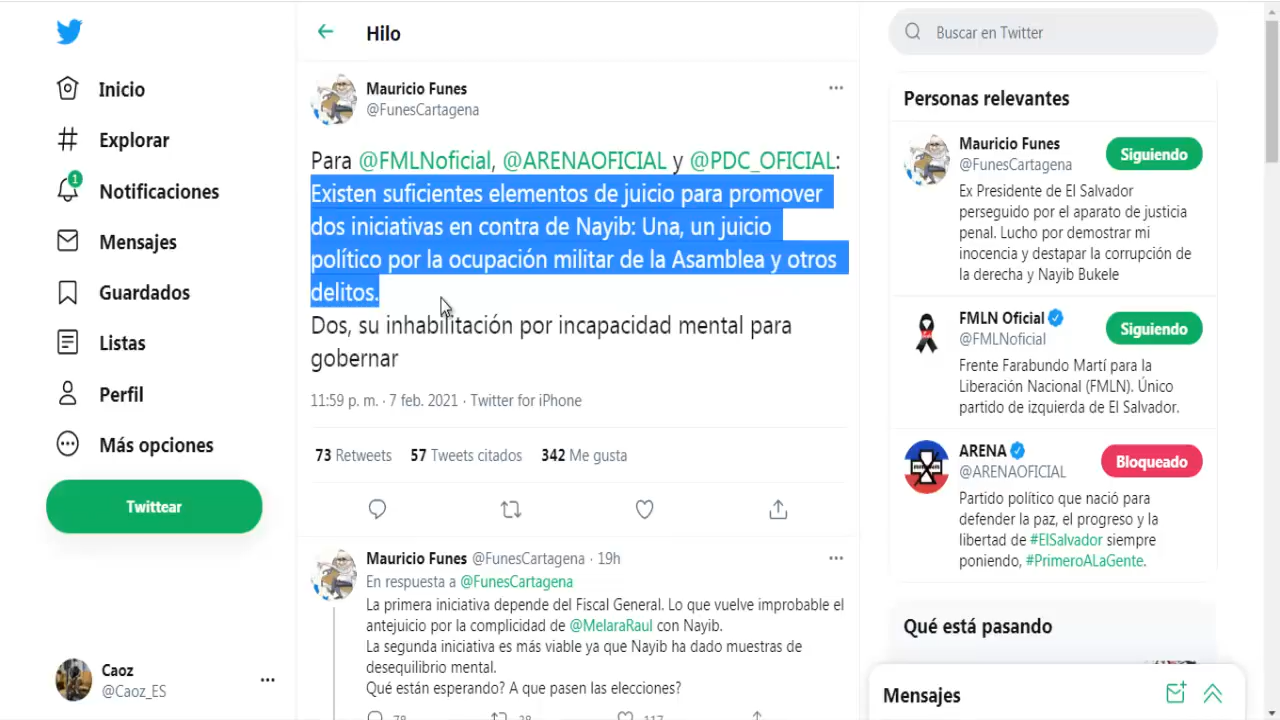 Inicio
Explorar
1
Notificaciones
Mensajes
Guardados
Listas
Perfil
Más opciones
Twittear
Caoz
@Caoz_ES
Hilo
Mauricio Funes
@FunesCartagena
Para @FMLNoficial, @ARENAOFICIAL y @PDC_OFICIAL:
Existen suficientes elementos de juicio para promover
dos iniciativas en contra de Nayib: Una, un juicio
político por la ocupación militar de la Asamblea y otros
delitos.
Dos, su inhabilitación por incapacidad mental para
gobernar
11:59 p. m. · 7 feb. 2021 · Twitter for iPhone
73 Retweets 57 Tweets citados 342 Me gusta
Mauricio Funes @FunesCartagena · 19h
En respuesta a @FunesCartagena
La primera iniciativa depende del Fiscal General. Lo que vuelve improbable el
antejuicio por la complicidad de @MelaraRaul con Nayib.
La segunda iniciativa es más viable ya que Nayib ha dado muestras de
desequilibrio mental.
Qué están esperando? A que pasen las elecciones?
78 38 117
Buscar en Twitter
Personas relevantes
Mauricio Funes
@FunesCartagena
Siguiendo
Ex Presidente de El Salvador
perseguido por el aparato de justicia
penal. Lucho por demostrar mi
inocencia y destapar la corrupción de
la derecha y Nayib Bukele
FMLN Oficial
@FMLNoficial
Siguiendo
Frente Farabundo Martí para la
Liberación Nacional (FMLN). Único
partido de izquierda de El Salvador.
ARENA
@ARENAOFICIAL
Bloqueado
Partido político que nació para
defender la paz, el progreso y la
libertad de #ElSalvador siempre
poniendo, #PrimeroALaGente.
Qué está pasando
Mensajes